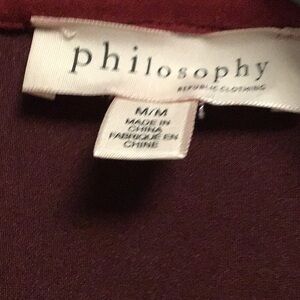 philosophy
REPUBLIC CLOTHING
M/M
MADE IN
CHINA
FABRIQUÉ EN
CHINE